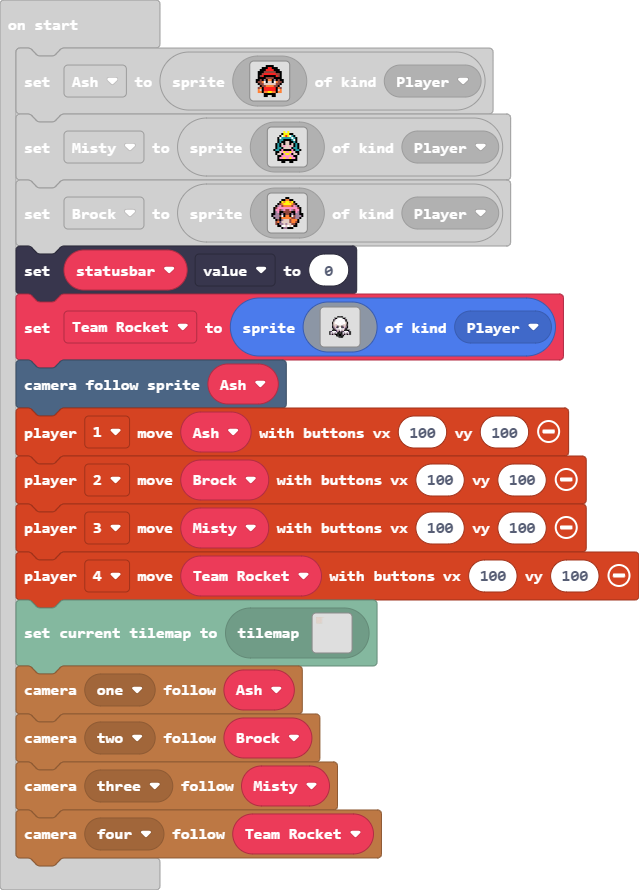 on start
set Ash to sprite of kind Player
set Misty to sprite of kind Player
set Brock to sprite of kind Player
set statusbar value to 0
set Team Rocket to sprite of kind Player
camera follow sprite Ash
player 1 move Ash with buttons vx 100 vy 100
player 2 move Brock with buttons vx 100 vy 100
player 3 move Misty with buttons vx 100 vy 100
player 4 move Team Rocket with buttons vx 100 vy 100
set current tilemap to tilemap
camera one follow Ash
camera two follow Brock
camera three follow Misty
camera four follow Team Rocket